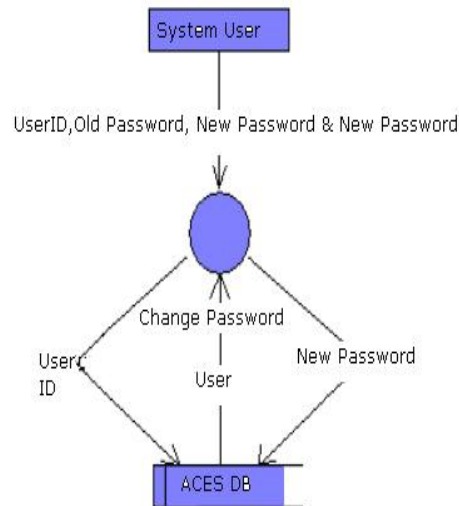 System User
UserID,Old Password, New Password & New Password
Change Password
New Password
User
ID
User
ACES DB